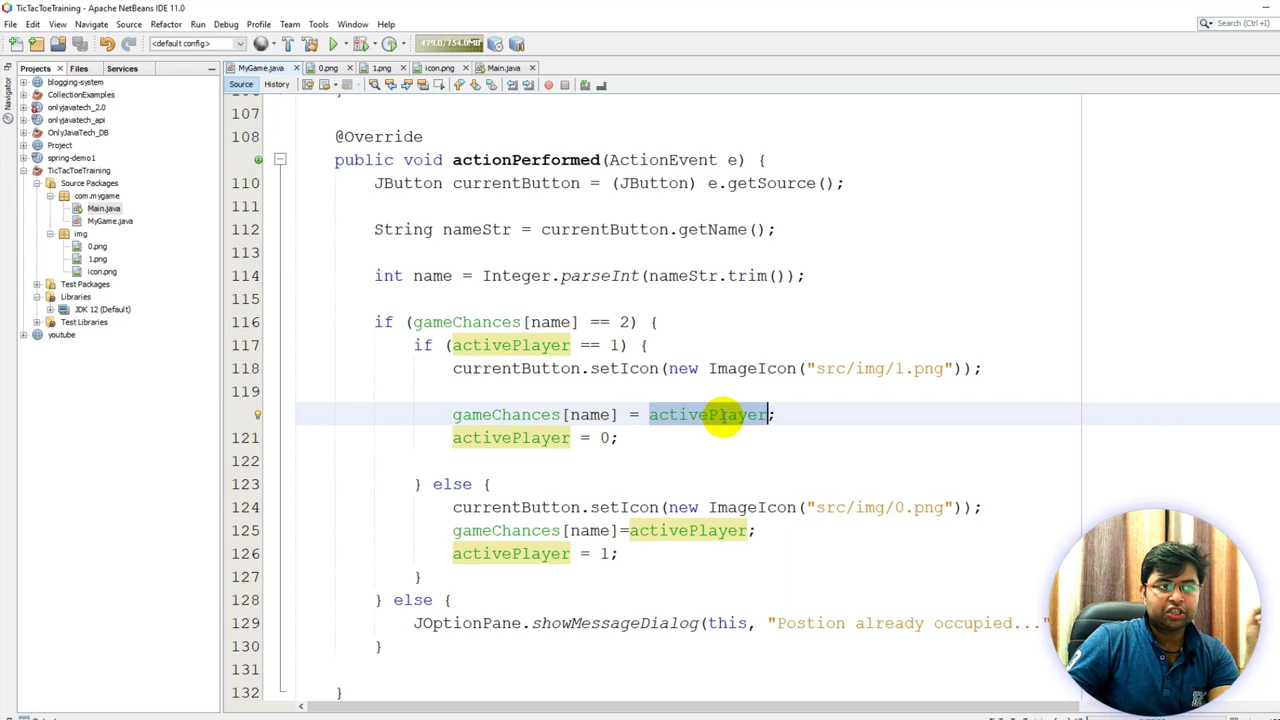 TicTacToeTraining - Apache NetBeans IDE 11.0
File Edit View Navigate Source Refactor Run Debug Profile Team Tools Window Help
Search (Ctrl+I)
<default config>
479.0/754.0MB
Projects Files Services
MyGame.java 0.png 1.png icon.png Main.java
Source History
Navigator
blogging-system
CollectionExamples
onlyjavatech_2.0
onlyjavatech_api
OnlyJavaTech_DB
Project
spring-demo1
TicTacToeTraining
Source Packages
com.mygame
Main.java
MyGame.java
img
0.png
1.png
icon.png
Test Packages
Libraries
JDK 12 (Default)
Test Libraries
youtube
107
108 @Override
public void actionPerformed(ActionEvent e) {
110 JButton currentButton = (JButton) e.getSource();
111
112 String nameStr = currentButton.getName();
113
114 int name = Integer.parseInt(nameStr.trim());
115
116 if (gameChances[name] == 2) {
117 if (activePlayer == 1) {
118 currentButton.setIcon(new ImageIcon("src/img/1.png"));
119
gameChances[name] = activePlayer;
121 activePlayer = 0;
122
123 } else {
124 currentButton.setIcon(new ImageIcon("src/img/0.png"));
125 gameChances[name]=activePlayer;
126 activePlayer = 1;
127 }
128 } else {
129 JOptionPane.showMessageDialog(this, "Postion already occupied..."
130 }
131
132 }